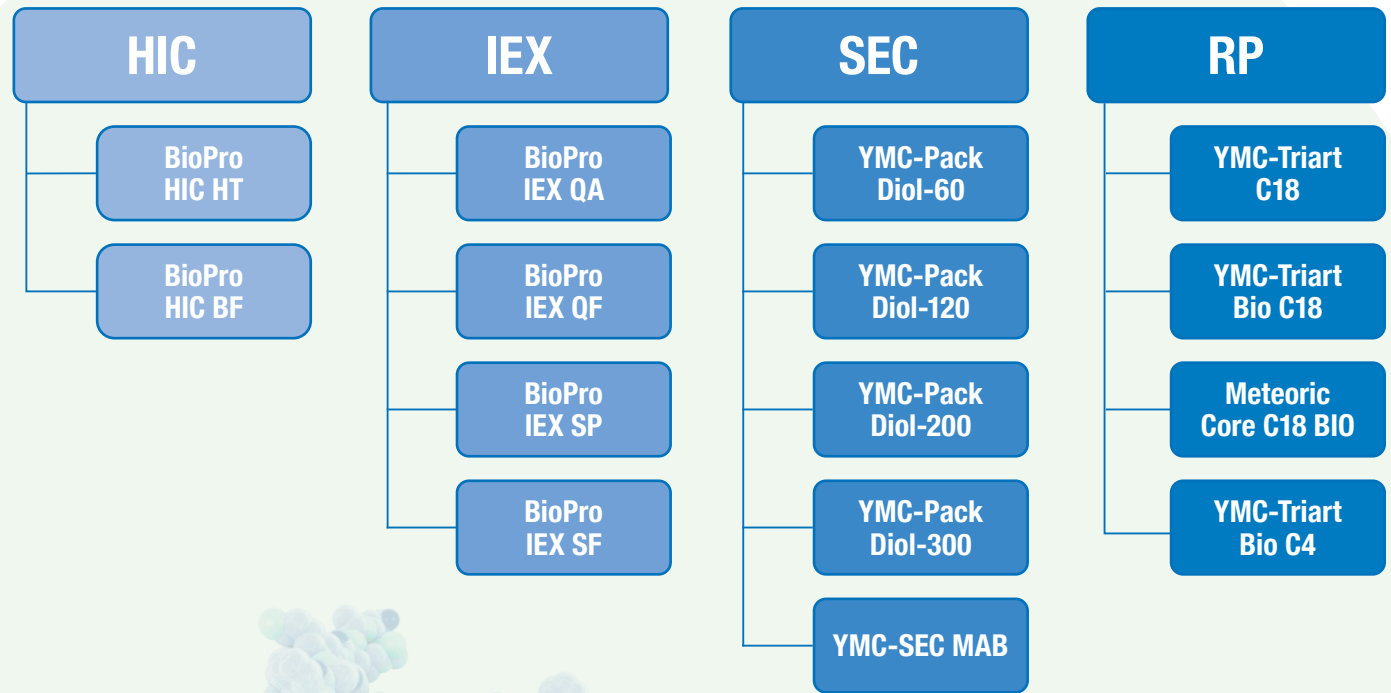 HIC
BioPro
HIC HT
BioPro
HIC BF
IEX
BioPro
IEX QA
BioPro
IEX QF
BioPro
IEX SP
BioPro
IEX SF
SEC
YMC-Pack
Diol-60
YMC-Pack
Diol-120
YMC-Pack
Diol-200
YMC-Pack
Diol-300
YMC-SEC MAB
RP
YMC-Triart
C18
YMC-Triart
Bio C18
Meteoric
Core C18 BIO
YMC-Triart
Bio C4